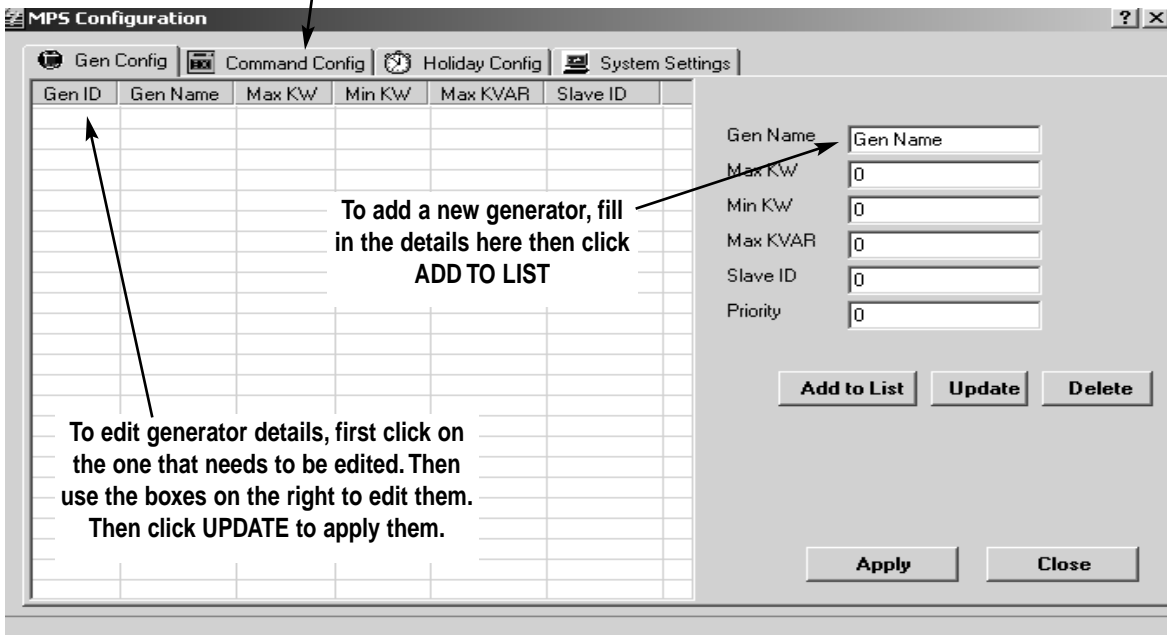 MPS Configuration
Gen Config Command Config Holiday Config System Settings
Gen ID Gen Name Max KW Min KW Max KVAR Slave ID
Gen Name Gen Name
Max KW 0
Min KW 0
Max KVAR 0
Slave ID 0
Priority 0
To add a new generator, fill
in the details here then click
ADD TO LIST
Add to List Update Delete
To edit generator details, first click on
the one that needs to be edited. Then
use the boxes on the right to edit them.
Then click UPDATE to apply them.
Apply Close